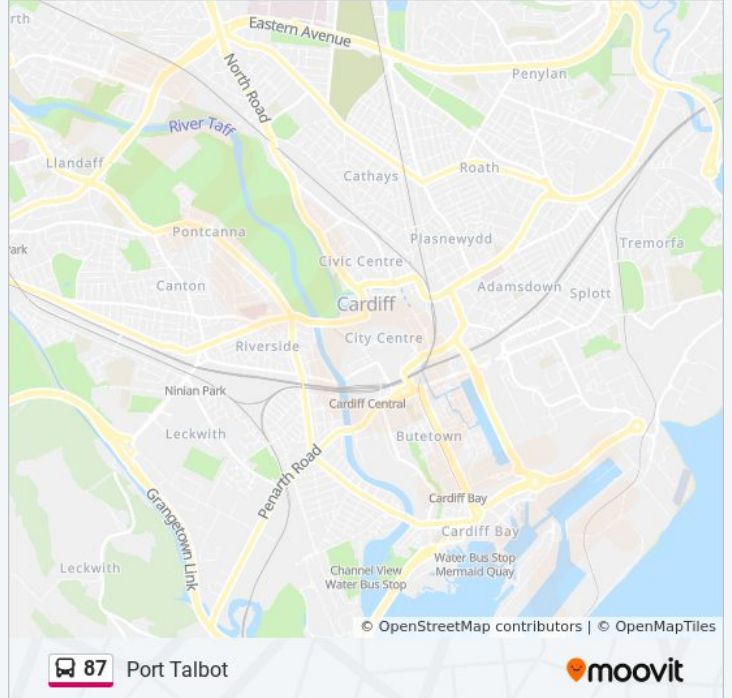 rth
Eastern Avenue
North Road
Penylan
River Taff
Llandaff
Cathays
Roath
Pontcanna
Plasnewydd
ark
Civic Centre
Tremorfa
Canton
Adamsdown
Splott
Cardiff
City Centre
Riverside
Ninian Park
Cardiff Central
Leckwith
Butetown
Penarth Road
Grangetown Link
Cardiff Bay
Cardiff Bay
Leckwith
Channel View
Water Bus Stop
Water Bus Stop
Mermaid Quay
© OpenStreetMap contributors | © OpenMapTiles
87 Port Talbot
moovit